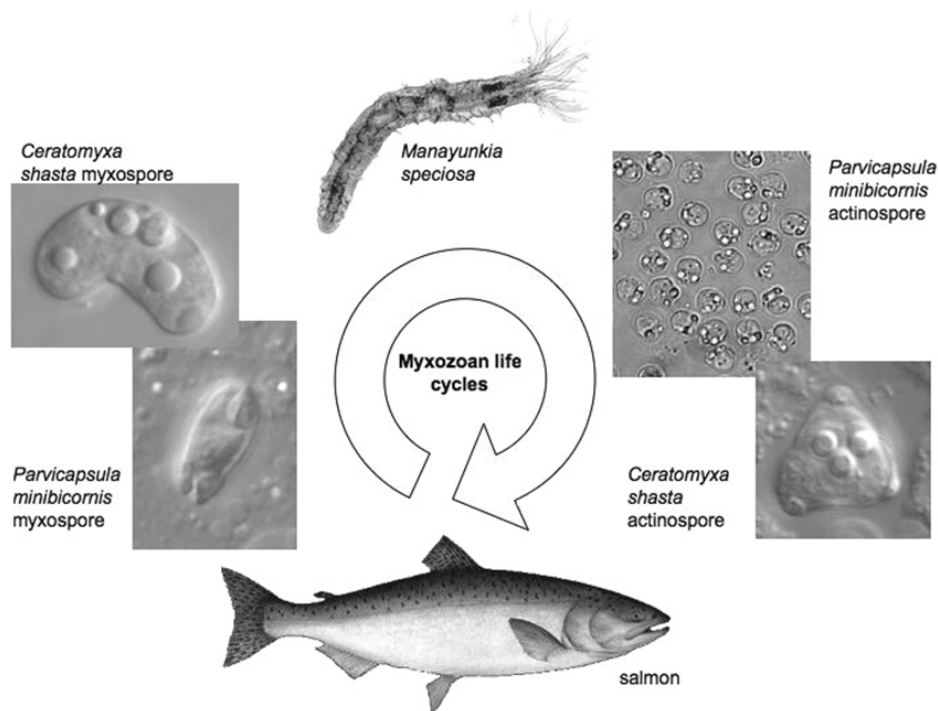 Ceratomyxa
shasta myxospore
Manayunkia
speciosa
Parvicapsula
minibicornis
actinospore
Myxozoan life
cycles
Parvicapsula
minibicornis
myxospore
Ceratomyxa
shasta
actinospore
salmon